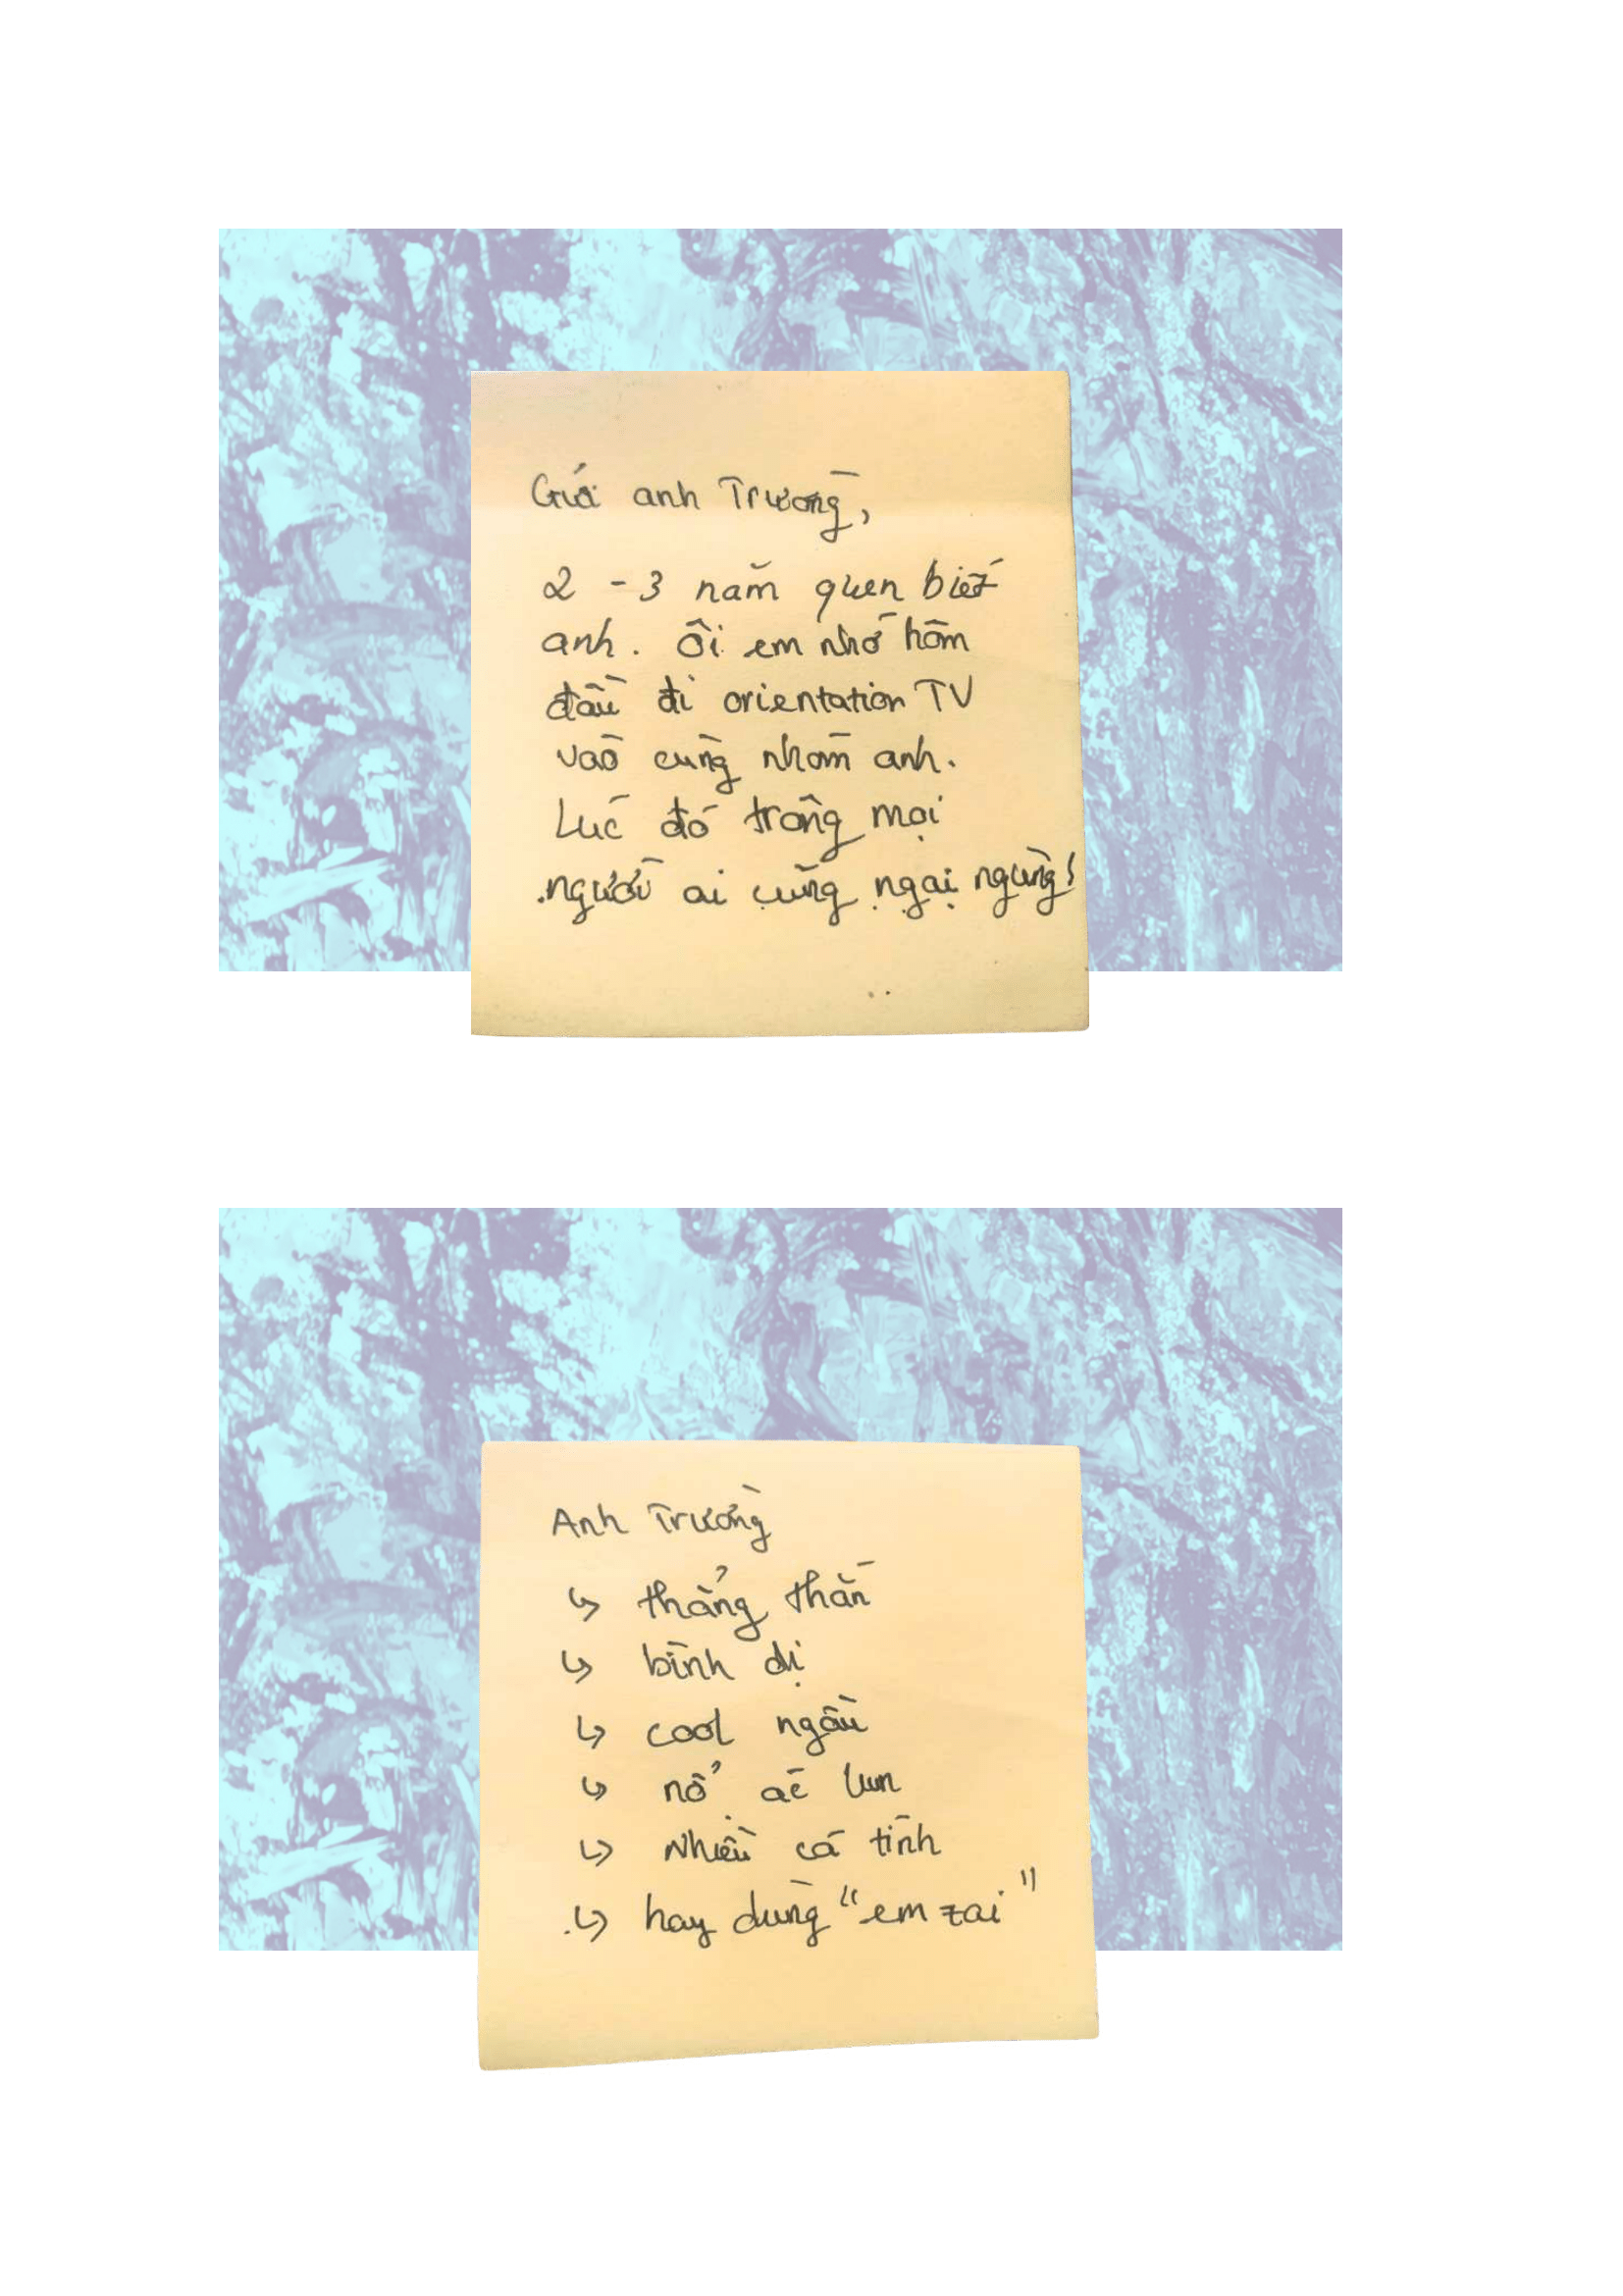 Gửi anh Trường,
2 - 3 năm quen biết
anh. Ôi em nhớ hôm
đầu đi orientation TV
vào cùng nhóm anh.
Lúc đó trông mọi
người ai cũng ngại ngùng!
Anh Trường
↳ thẳng thắn
↳ bình dị
↳ cool ngầu
↳ nổ ác lun
↳ Nhiều cá tính
↳ hay dùng "em zai"